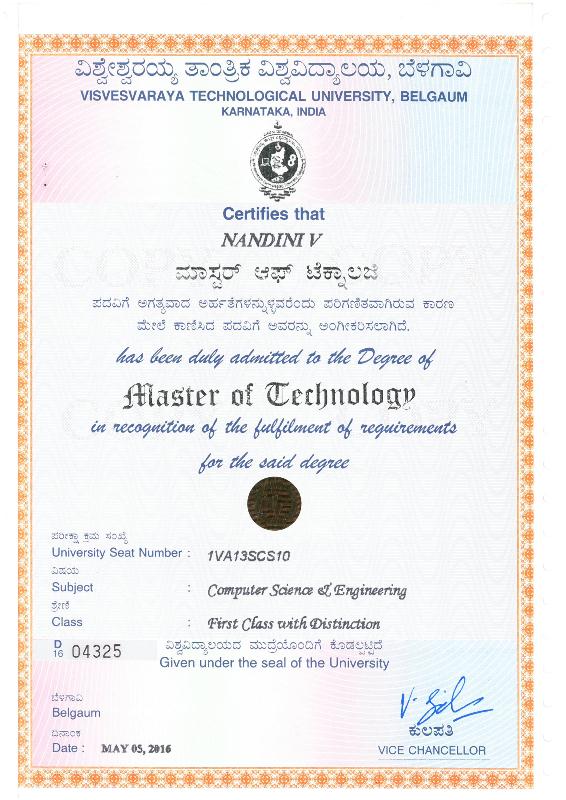 ವಿಶ್ವೇಶ್ವರಯ್ಯ ತಾಂತ್ರಿಕ ವಿಶ್ವವಿದ್ಯಾಲಯ, ಬೆಳಗಾವಿ
VISVESVARAYA TECHNOLOGICAL UNIVERSITY, BELGAUM
KARNATAKA, INDIA
Certifies that
NANDINI V
ಮಾಸ್ಟರ್ ಆಫ್ ಟೆಕ್ನಾಲಜಿ
ಪದವಿಗೆ ಅಗತ್ಯವಾದ ಅರ್ಹತೆಗಳನ್ನುಳ್ಳವರೆಂದು ಪರಿಗಣಿತವಾಗಿರುವ ಕಾರಣ
ಮೇಲೆ ಕಾಣಿಸಿದ ಪದವಿಗೆ ಅವರನ್ನು ಅಂಗೀಕರಿಸಲಾಗಿದೆ.
has been duly admitted to the Degree of
Master of Technology
in recognition of the fulfilment of requirements
for the said degree
ಪರೀಕ್ಷಾ ಕ್ರಮ ಸಂಖ್ಯೆ
University Seat Number : 1VA13SCS10
ವಿಷಯ
Subject : Computer Science & Engineering
ಶ್ರೇಣಿ
Class : First Class with Distinction
D 16 04325 ವಿಶ್ವವಿದ್ಯಾಲಯದ ಮುದ್ರೆಯೊಂದಿಗೆ ಕೊಡಲ್ಪಟ್ಟಿದೆ
Given under the seal of the University
ಬೆಳಗಾವಿ
Belgaum
ದಿನಾಂಕ
Date : MAY 05, 2016
ಕುಲಪತಿ
VICE CHANCELLOR